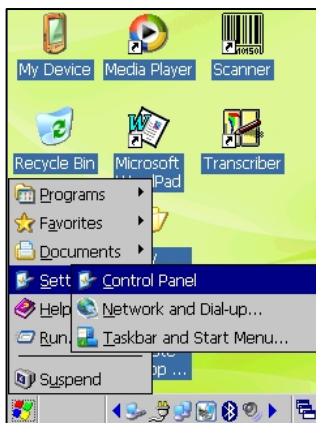 My Device Media Player Scanner
Recycle Bin Microsoft Transcriber
Pad
Programs
Favorites
Documents
Sett Control Panel
Help Network and Dial-up...
Run. Taskbar and Start Menu...
Suspend